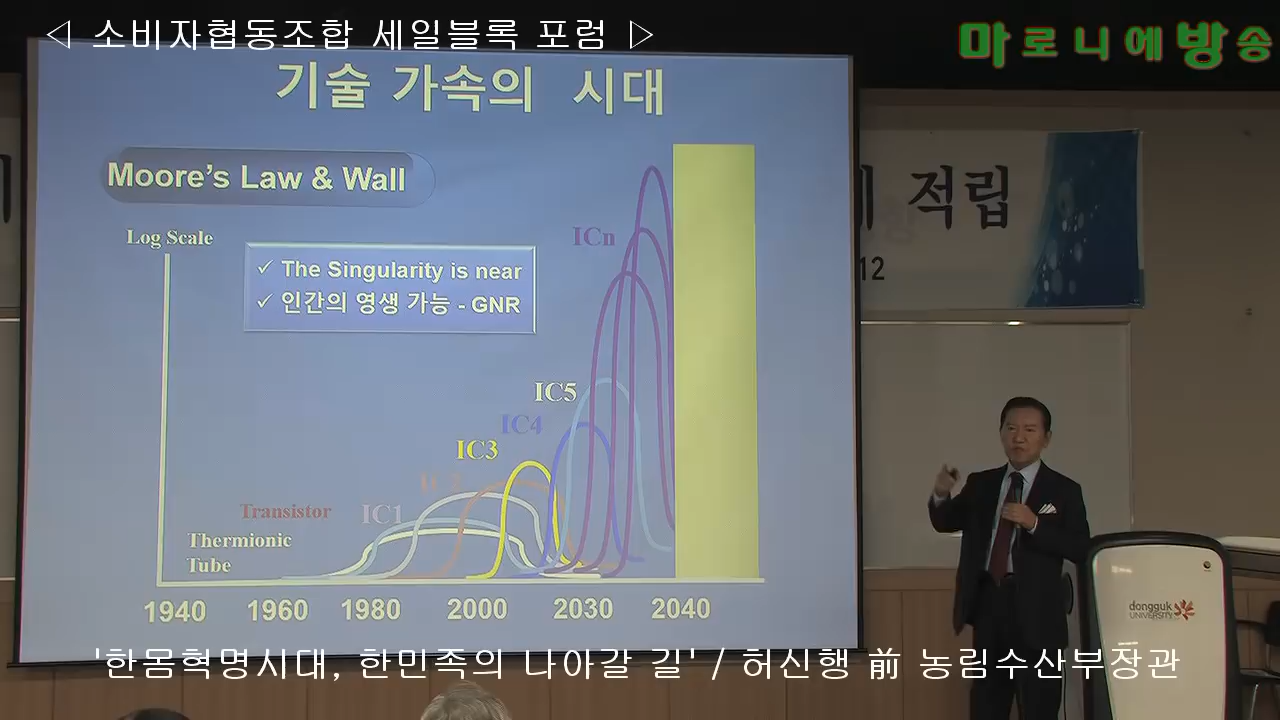 ◁ 소비자협동조합 세일블록 포럼 ▷
마로니에방송
기술 가속의 시대
Moore's Law & Wall
적립
Log Scale
ICn
✓ The Singularity is near
12
✓ 인간의 영생 가능 - GNR
IC5
IC4
IC3
IC2
Transistor
IC1
Thermionic
Tube
1940 1960 1980 2000 2030 2040
dongguk
UNIVERSITY
'한몸혁명시대, 한민족의 나아갈 길' / 허신행 前 농림수산부장관